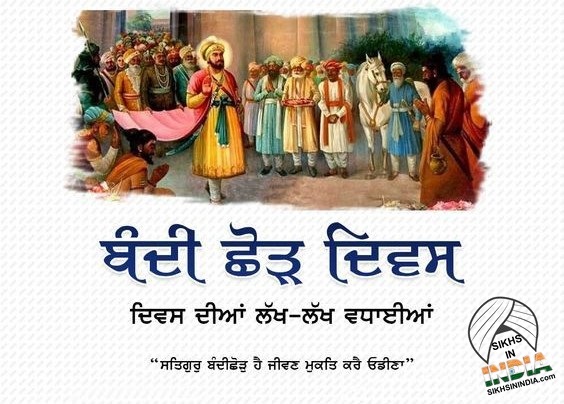 ਬੰਦੀ ਛੋੜ ਦਿਵਸ
ਦਿਵਸ ਦੀਆਂ ਲੱਖ-ਲੱਖ ਵਧਾਈਆਂ
“ਸਤਿਗੁਰੁ ਬੰਦੀਛੋੜੁ ਹੈ ਜੀਵਣ ਮੁਕਤਿ ਕਰੈ ਓਡੀਣਾ”
SIKHS
IN
INDIA
SIKHSININDIA.com